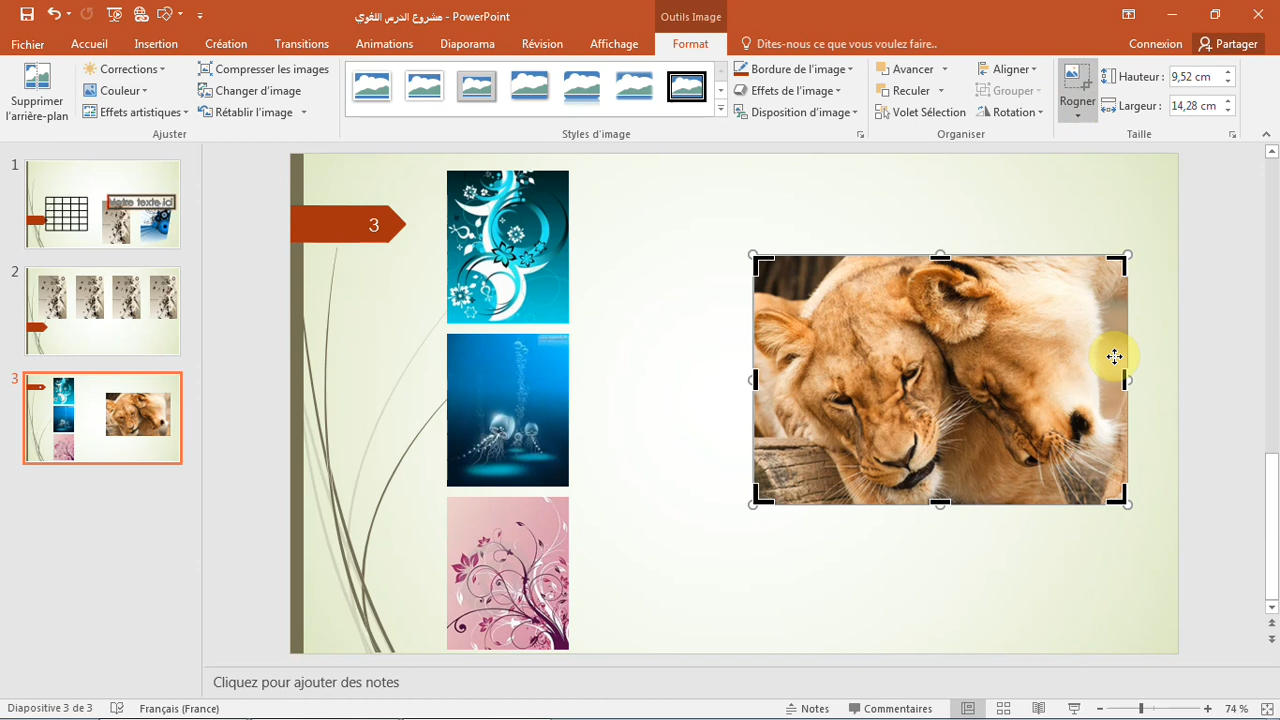 مشروع الدرس اللغوي - PowerPoint
Outils Image
Fichier
Accueil
Insertion
Création
Transitions
Animations
Diaporama
Révision
Affichage
Format
Dites-nous ce que vous voulez faire..
Connexion
Partager
Supprimer
l'arrière-plan
Corrections
Couleur
Effets artistiques
Compresser les images
Changer d'image
Rétablir l'image
Ajuster
Styles d'image
Bordure de l'image
Effets de l'image
Disposition d'image
Avancer
Reculer
Volet Sélection
Aligner
Grouper
Rotation
Organiser
Rogner
Hauteur :
9,52 cm
Largeur :
14,28 cm
Taille
1
Votre texte ici
2
3
3
Cliquez pour ajouter des notes
Diapositive 3 de 3
Français (France)
Notes
Commentaires
74 %